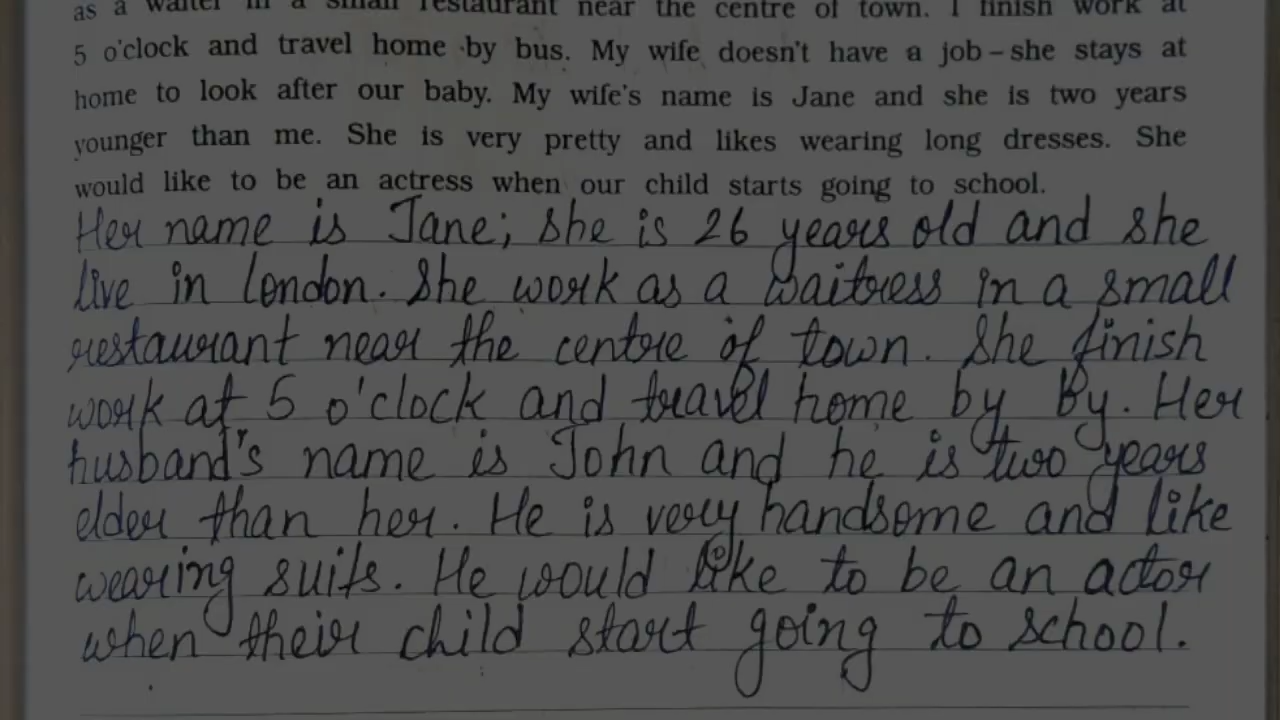 as a waiter in a small restaurant near the centre of town. I finish work at
5 o'clock and travel home by bus. My wife doesn't have a job – she stays at
home to look after our baby. My wife's name is Jane and she is two years
younger than me. She is very pretty and likes wearing long dresses. She
would like to be an actress when our child starts going to school.
Her name is Jane; she is 26 years old and she
live in london. She work as a waitress in a small
restaurant near the centre of town. She finish
work at 5 o'clock and travel home by By. Her
husband's name is John and he is two years
elder than her. He is very handsome and like
wearing suits. He would like to be an actor
when their child start going to school.